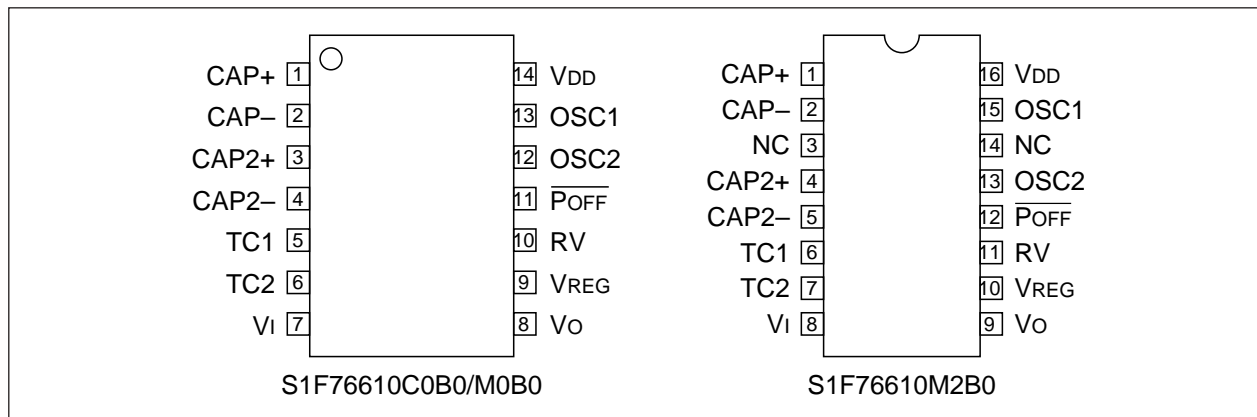 CAP+ 1 14 VDD
CAP– 2 13 OSC1
CAP2+ 3 12 OSC2
CAP2– 4 11 POFF
TC1 5 10 RV
TC2 6 9 VREG
VI 7 8 VO
S1F76610C0B0/M0B0
CAP+ 1 16 VDD
CAP– 2 15 OSC1
NC 3 14 NC
CAP2+ 4 13 OSC2
CAP2– 5 12 POFF
TC1 6 11 RV
TC2 7 10 VREG
VI 8 9 VO
S1F76610M2B0